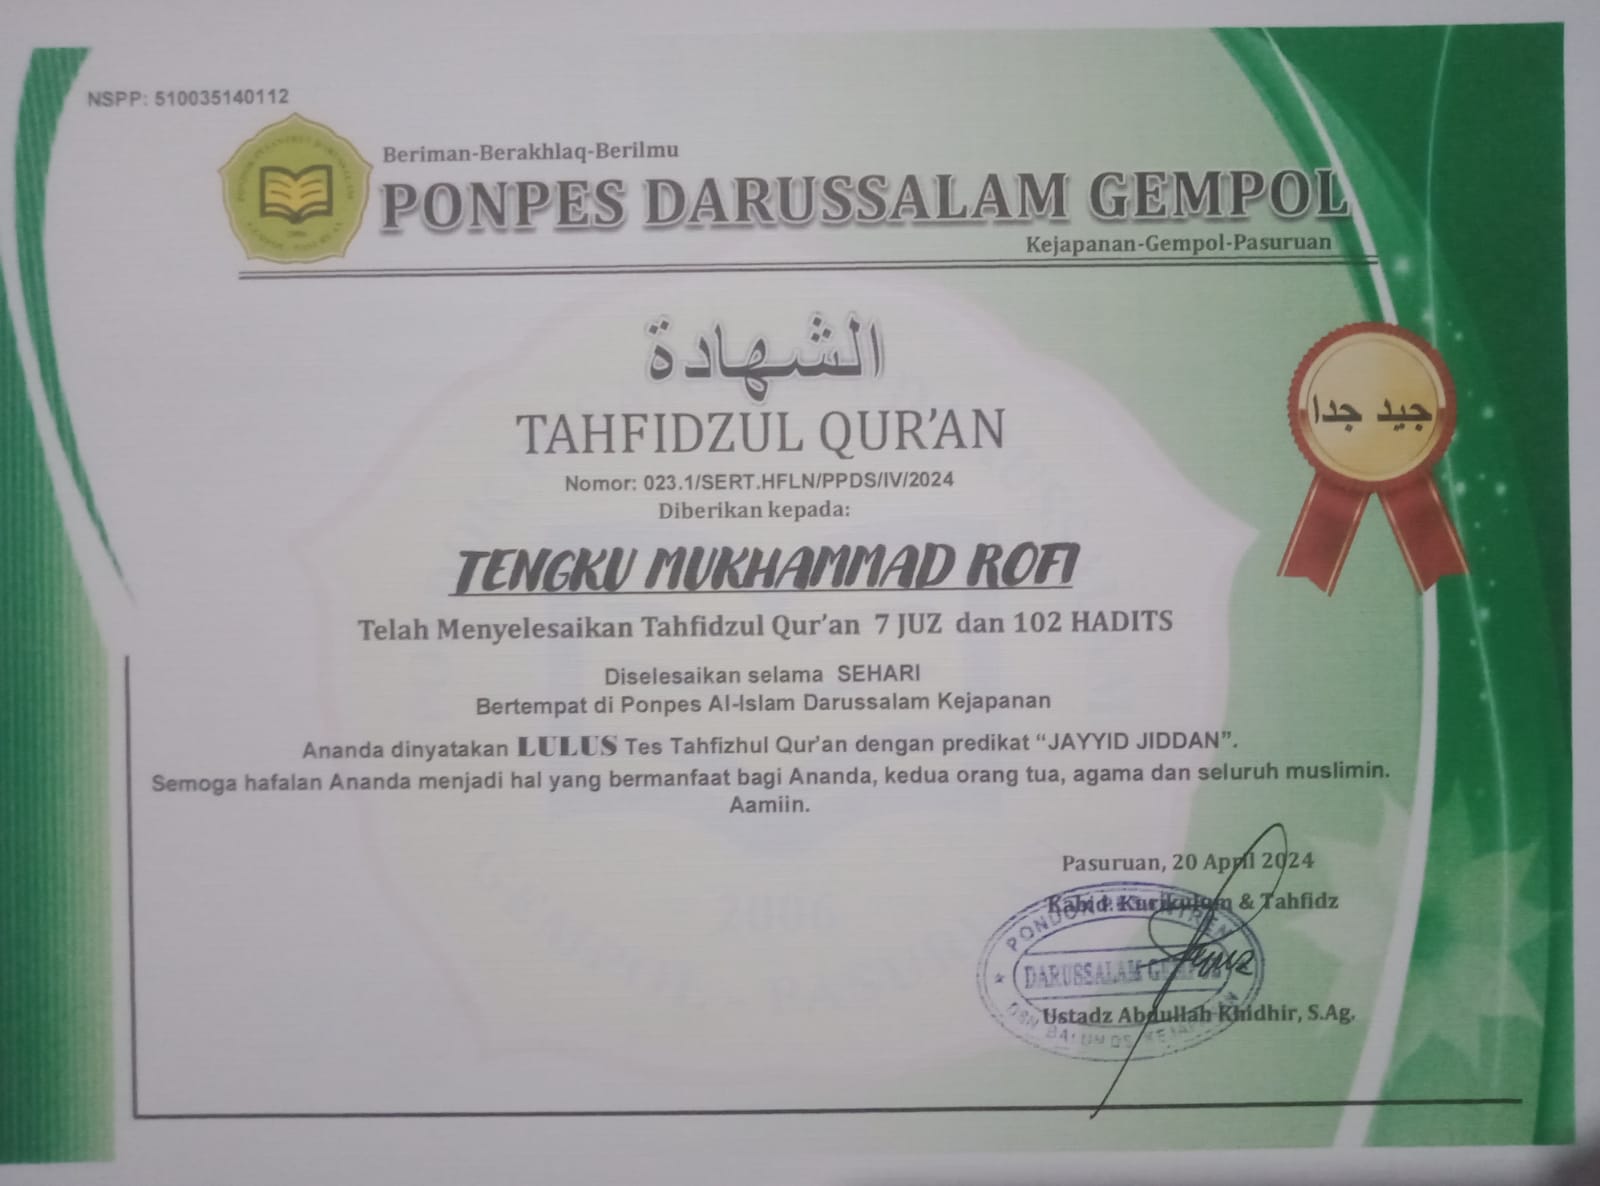 NSPP: 510035140112
Beriman-Berakhlaq-Berilmu
PONPES DARUSSALAM GEMPOL
Kejapanan-Gempol-Pasuruan
الشهادة
TAHFIDZUL QUR'AN
جيد جدا
Nomor: 023.1/SERT.HFLN/PPDS/IV/2024
Diberikan kepada:
TENGKU MUKHAMMAD ROFI
Telah Menyelesaikan Tahfidzul Qur'an 7 JUZ dan 102 HADITS
Diselesaikan selama SEHARI
Bertempat di Ponpes Al-Islam Darussalam Kejapanan
Ananda dinyatakan LULUS Tes Tahfizhul Qur'an dengan predikat "JAYYID JIDDAN".
Semoga hafalan Ananda menjadi hal yang bermanfaat bagi Ananda, kedua orang tua, agama dan seluruh muslimin.
Aamiin.
Pasuruan, 20 April 2024
Kabid. Kurikulum & Tahfidz
PONDOK PESANTREN
DARUSSALAM GEMPOL
Ustadz Abdullah Khidhir, S.Ag.
2006